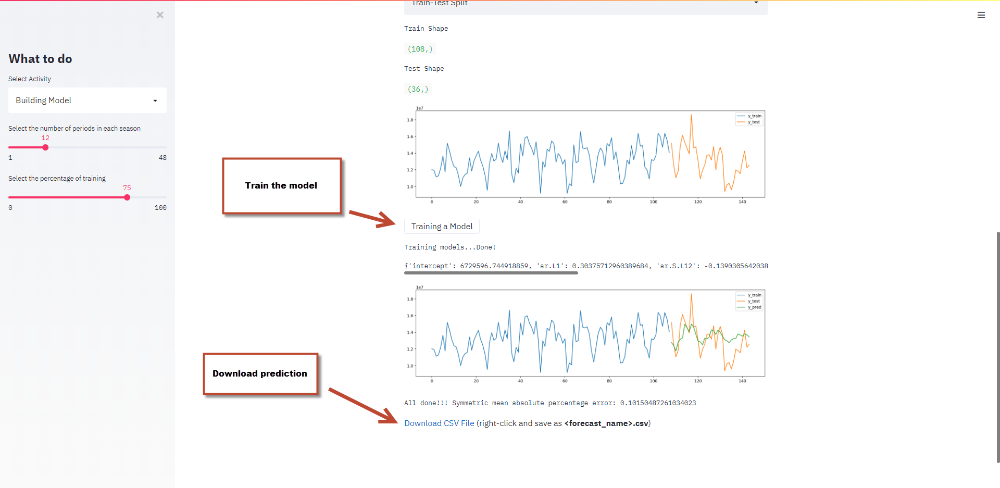 ×
What to do
Select Activity
Building Model
Select the number of periods in each season
12
1 48
Select the percentage of training
75
0 100
Train the model
Download prediction
Train-Test Split
Train Shape
(108,)
Test Shape
(36,)
1e7
y_train
y_test
1.8
1.6
1.4
1.2
1.0
0 20 40 60 80 100 120 140
Training a Model
Training models...Done!
{'intercept': 6729596.744918859, 'ar.L1': 0.30375712960389684, 'ar.S.L12': -0.1390305642038
1e7
y_train
y_test
y_pred
1.8
1.6
1.4
1.2
1.0
0 20 40 60 80 100 120 140
All done!!! Symmetric mean absolute percentage error: 0.10150487261034023
Download CSV File (right-click and save as <forecast_name>.csv)